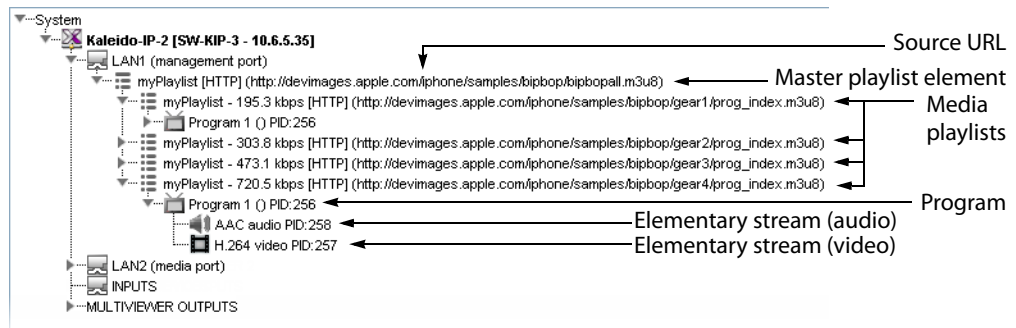 System
Kaleido-IP-2 [SW-KIP-3 - 10.6.5.35]
LAN1 (management port)
Source URL
myPlaylist [HTTP] (http://devimages.apple.com/iphone/samples/bipbop/bipbopall.m3u8)
Master playlist element
myPlaylist - 195.3 kbps [HTTP] (http://devimages.apple.com/iphone/samples/bipbop/gear1/prog_index.m3u8)
Media
playlists
Program 1 () PID:256
myPlaylist - 303.8 kbps [HTTP] (http://devimages.apple.com/iphone/samples/bipbop/gear2/prog_index.m3u8)
myPlaylist - 473.1 kbps [HTTP] (http://devimages.apple.com/iphone/samples/bipbop/gear3/prog_index.m3u8)
myPlaylist - 720.5 kbps [HTTP] (http://devimages.apple.com/iphone/samples/bipbop/gear4/prog_index.m3u8)
Program 1 () PID:256
Program
AAC audio PID:258
Elementary stream (audio)
H.264 video PID:257
Elementary stream (video)
LAN2 (media port)
INPUTS
MULTIVIEWER OUTPUTS